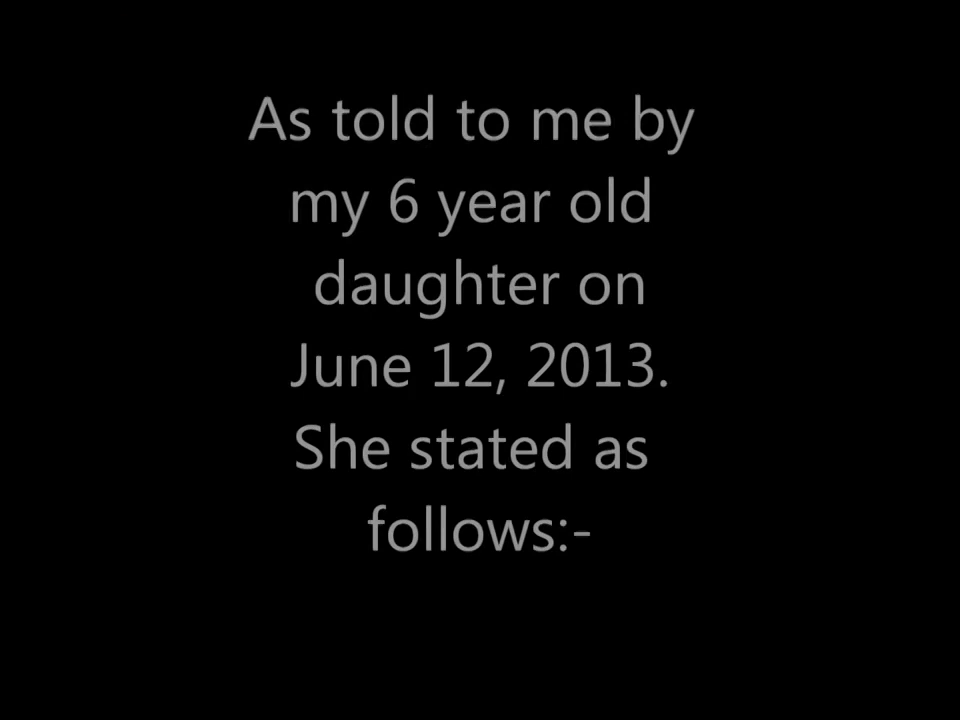 As told to me by
my 6 year old
daughter on
June 12, 2013.
She stated as
follows:-